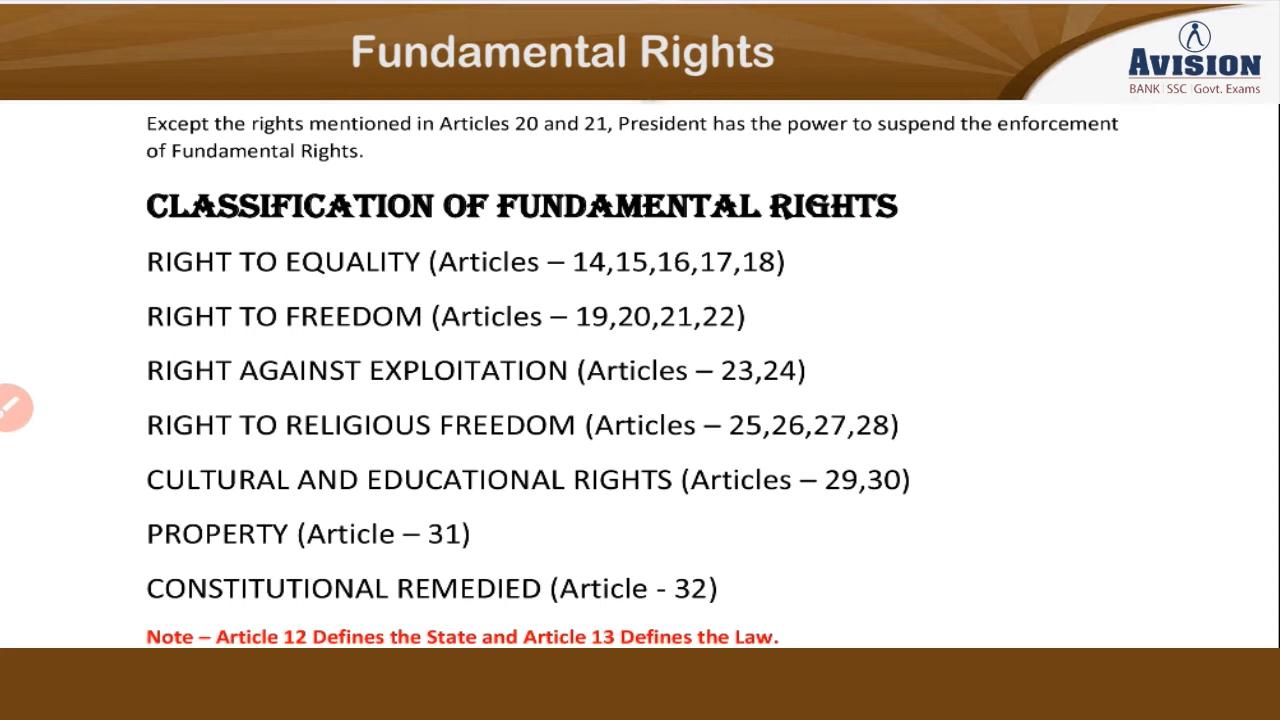 Fundamental Rights
AVISION
BANK | SSC | Govt. Exams
Except the rights mentioned in Articles 20 and 21, President has the power to suspend the enforcement
of Fundamental Rights.
CLASSIFICATION OF FUNDAMENTAL RIGHTS
RIGHT TO EQUALITY (Articles – 14,15,16,17,18)
RIGHT TO FREEDOM (Articles – 19,20,21,22)
RIGHT AGAINST EXPLOITATION (Articles – 23,24)
RIGHT TO RELIGIOUS FREEDOM (Articles – 25,26,27,28)
CULTURAL AND EDUCATIONAL RIGHTS (Articles – 29,30)
PROPERTY (Article – 31)
CONSTITUTIONAL REMEDIED (Article - 32)
Note – Article 12 Defines the State and Article 13 Defines the Law.